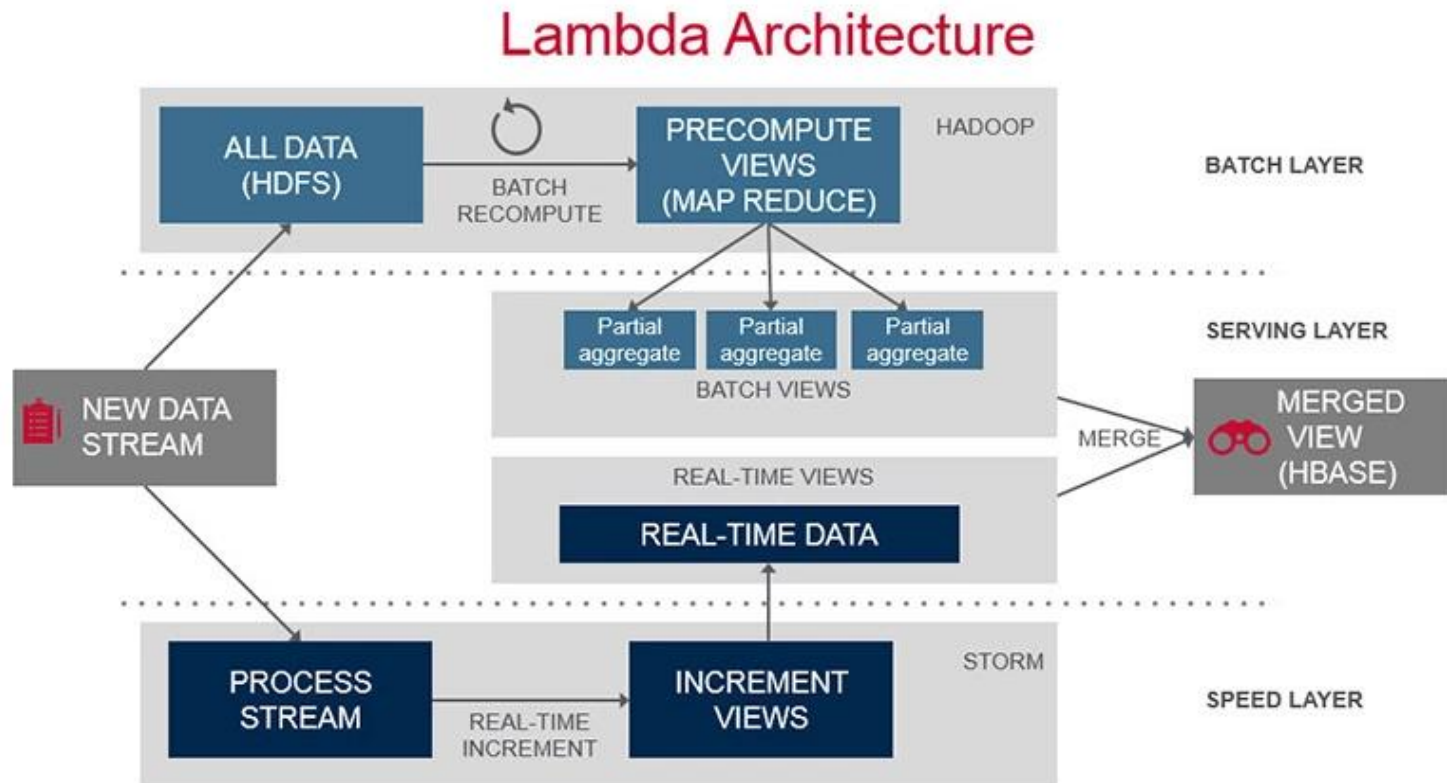 Lambda Architecture
ALL DATA
(HDFS)
BATCH
RECOMPUTE
PRECOMPUTE
VIEWS
(MAP REDUCE)
HADOOP
BATCH LAYER
Partial
aggregate
Partial
aggregate
Partial
aggregate
BATCH VIEWS
SERVING LAYER
NEW DATA
STREAM
MERGE
MERGED
VIEW
(HBASE)
REAL-TIME VIEWS
REAL-TIME DATA
PROCESS
STREAM
REAL-TIME
INCREMENT
INCREMENT
VIEWS
STORM
SPEED LAYER